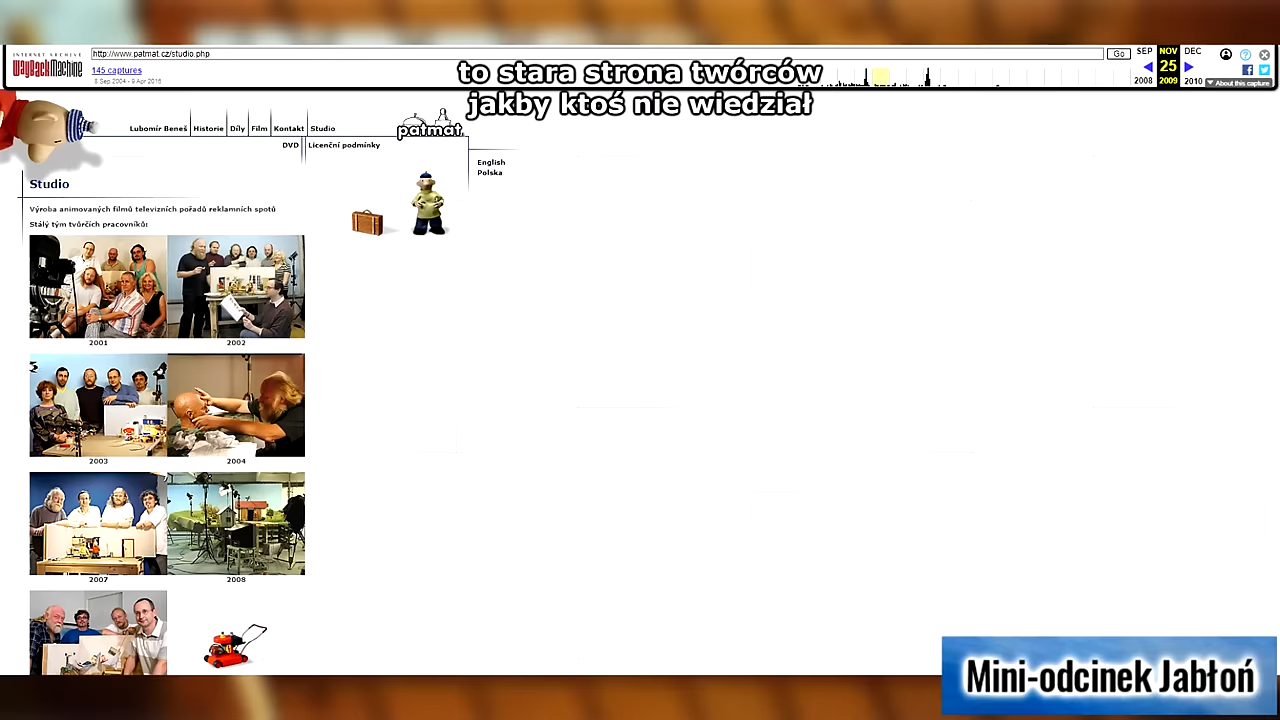 INTERNET ARCHIVE
WayBackMachine
http://www.patmat.cz/studio.php
Go
SEP
NOV
DEC
145 captures
25
8 Sep 2004 - 9 Apr 2016
2008
2009
2010
About this capture
to stara strona twórców
jakby ktoś nie wiedział
Lubomír Beneš
Historie
Díly
Film
Kontakt
Studio
patmat
DVD
Licenční podmínky
English
Polska
Studio
Výroba animovaných filmů televizních pořadů reklamních spotů
Stálý tým tvůrčích pracovníků:
2001
2002
2003
2004
2007
2008
Mini-odcinek Jabłoń